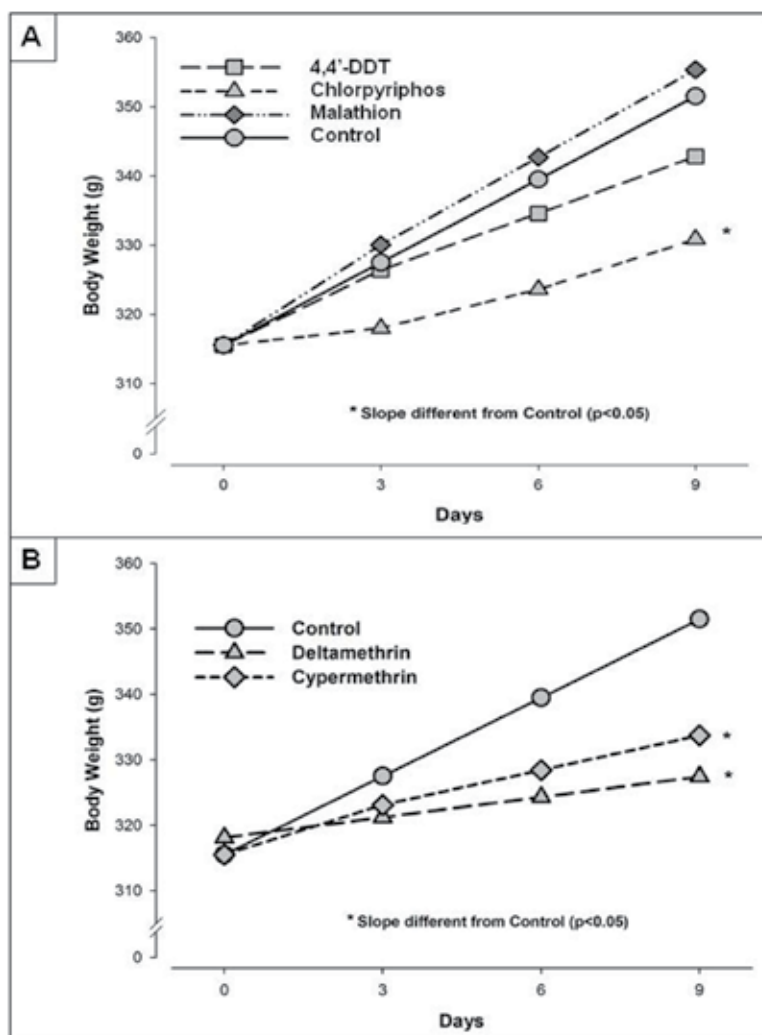 A
360
350
340
330
320
310
0
Body Weight (g)
4,4'-DDT
Chlorpyriphos
Malathion
Control
*
* Slope different from Control (p<0.05)
0 3 6 9
Days
B
360
350
340
330
320
310
0
Body Weight (g)
Control
Deltamethrin
Cypermethrin
*
*
* Slope different from Control (p<0.05)
0 3 6 9
Days